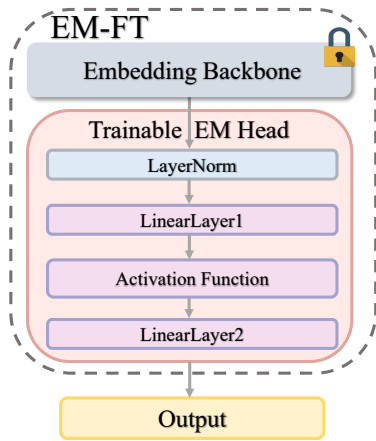 EM-FT
Embedding Backbone
Trainable EM Head
LayerNorm
LinearLayer1
Activation Function
LinearLayer2
Output